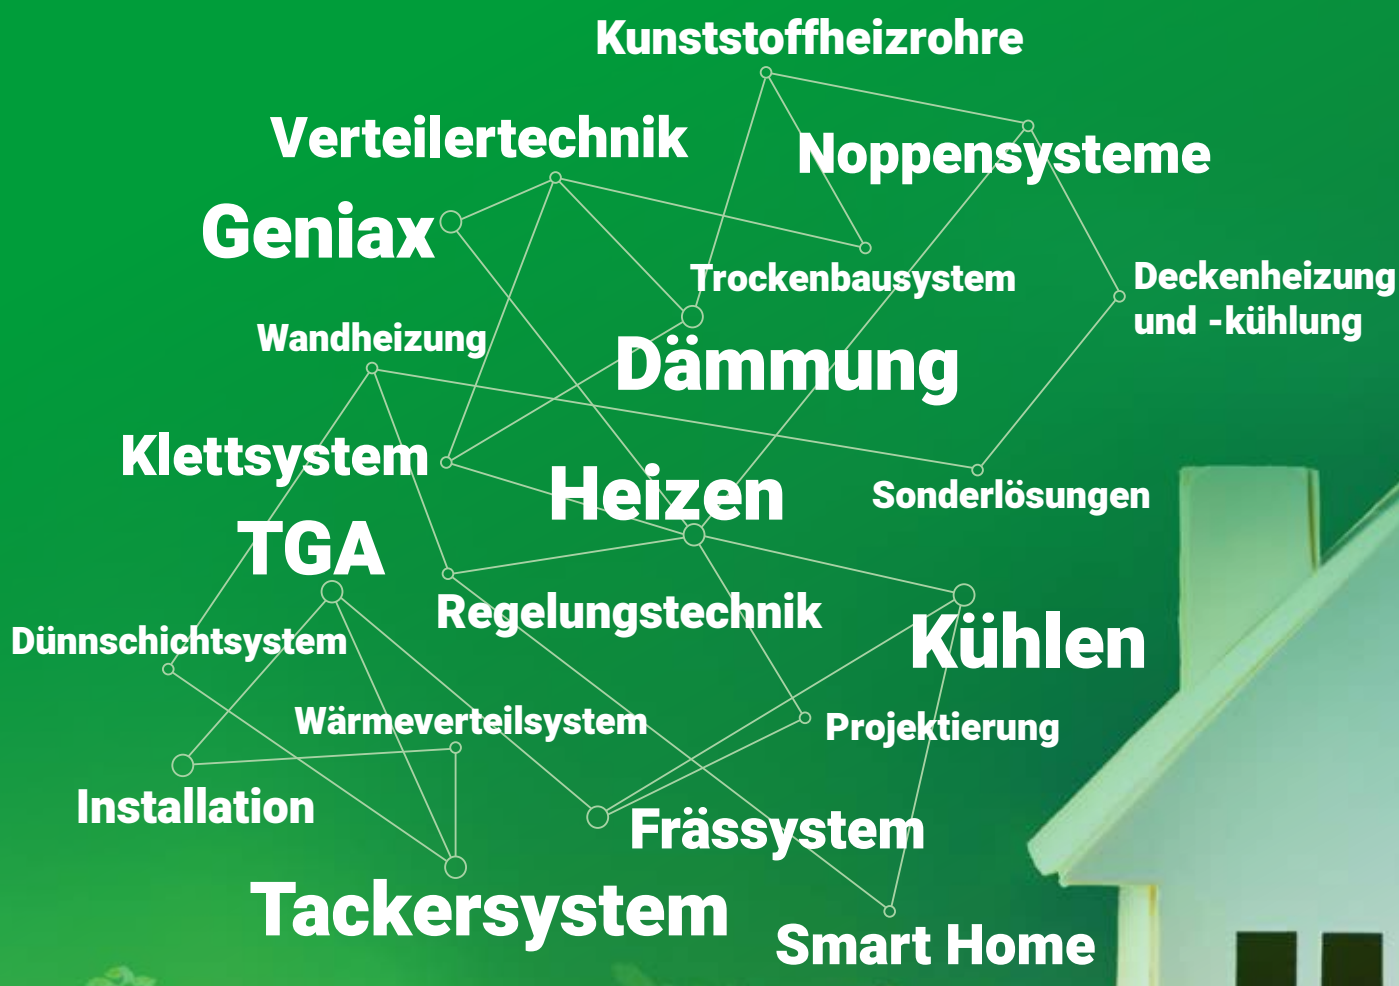 Kunststoffheizrohre
Verteilertechnik
Noppensysteme
Geniax
Trockenbausystem
Deckenheizung
und -kühlung
Wandheizung
Dämmung
Klettsystem
Heizen
Sonderlösungen
TGA
Regelungstechnik
Dünnschichtsystem
Kühlen
Wärmeverteilsystem
Projektierung
Installation
Frässystem
Tackersystem
Smart Home